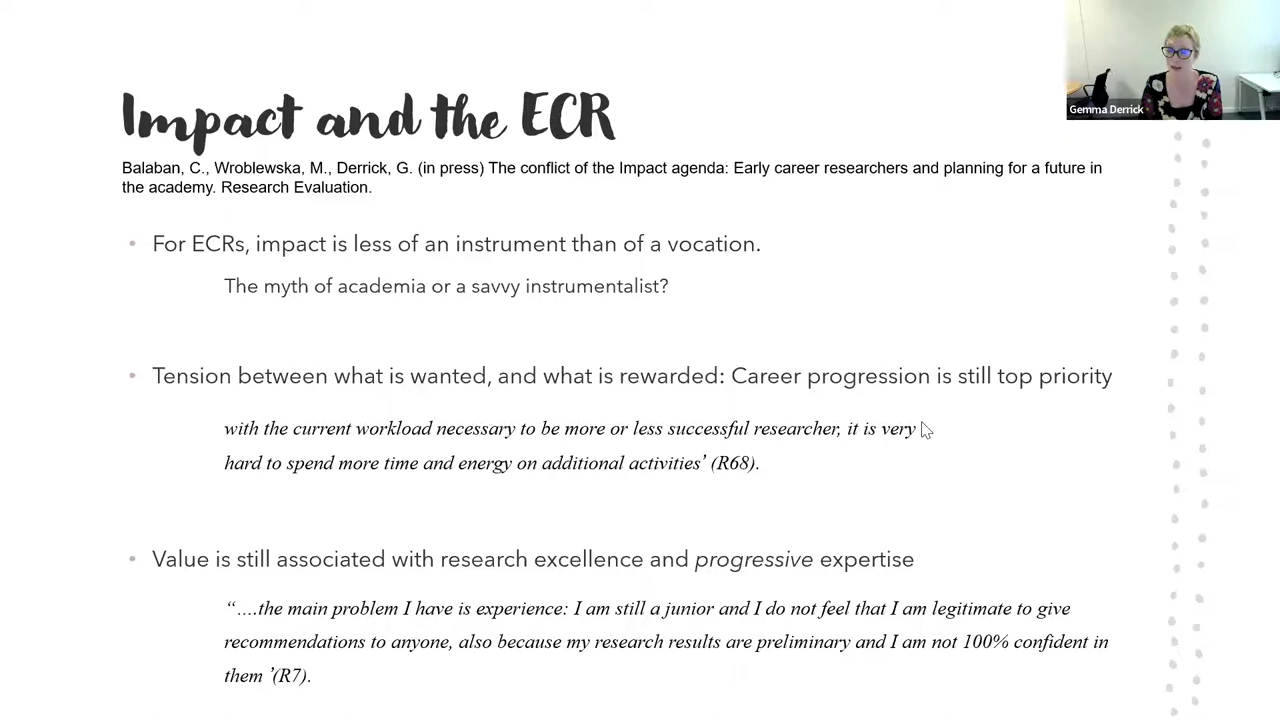 Gemma Derrick
Impact and the ECR
Balaban, C., Wroblewska, M., Derrick, G. (in press) The conflict of the Impact agenda: Early career researchers and planning for a future in
the academy. Research Evaluation.
• For ECRs, impact is less of an instrument than of a vocation.
The myth of academia or a savvy instrumentalist?
• Tension between what is wanted, and what is rewarded: Career progression is still top priority
with the current workload necessary to be more or less successful researcher, it is very
hard to spend more time and energy on additional activities’ (R68).
• Value is still associated with research excellence and progressive expertise
“….the main problem I have is experience: I am still a junior and I do not feel that I am legitimate to give
recommendations to anyone, also because my research results are preliminary and I am not 100% confident in
them ’(R7).